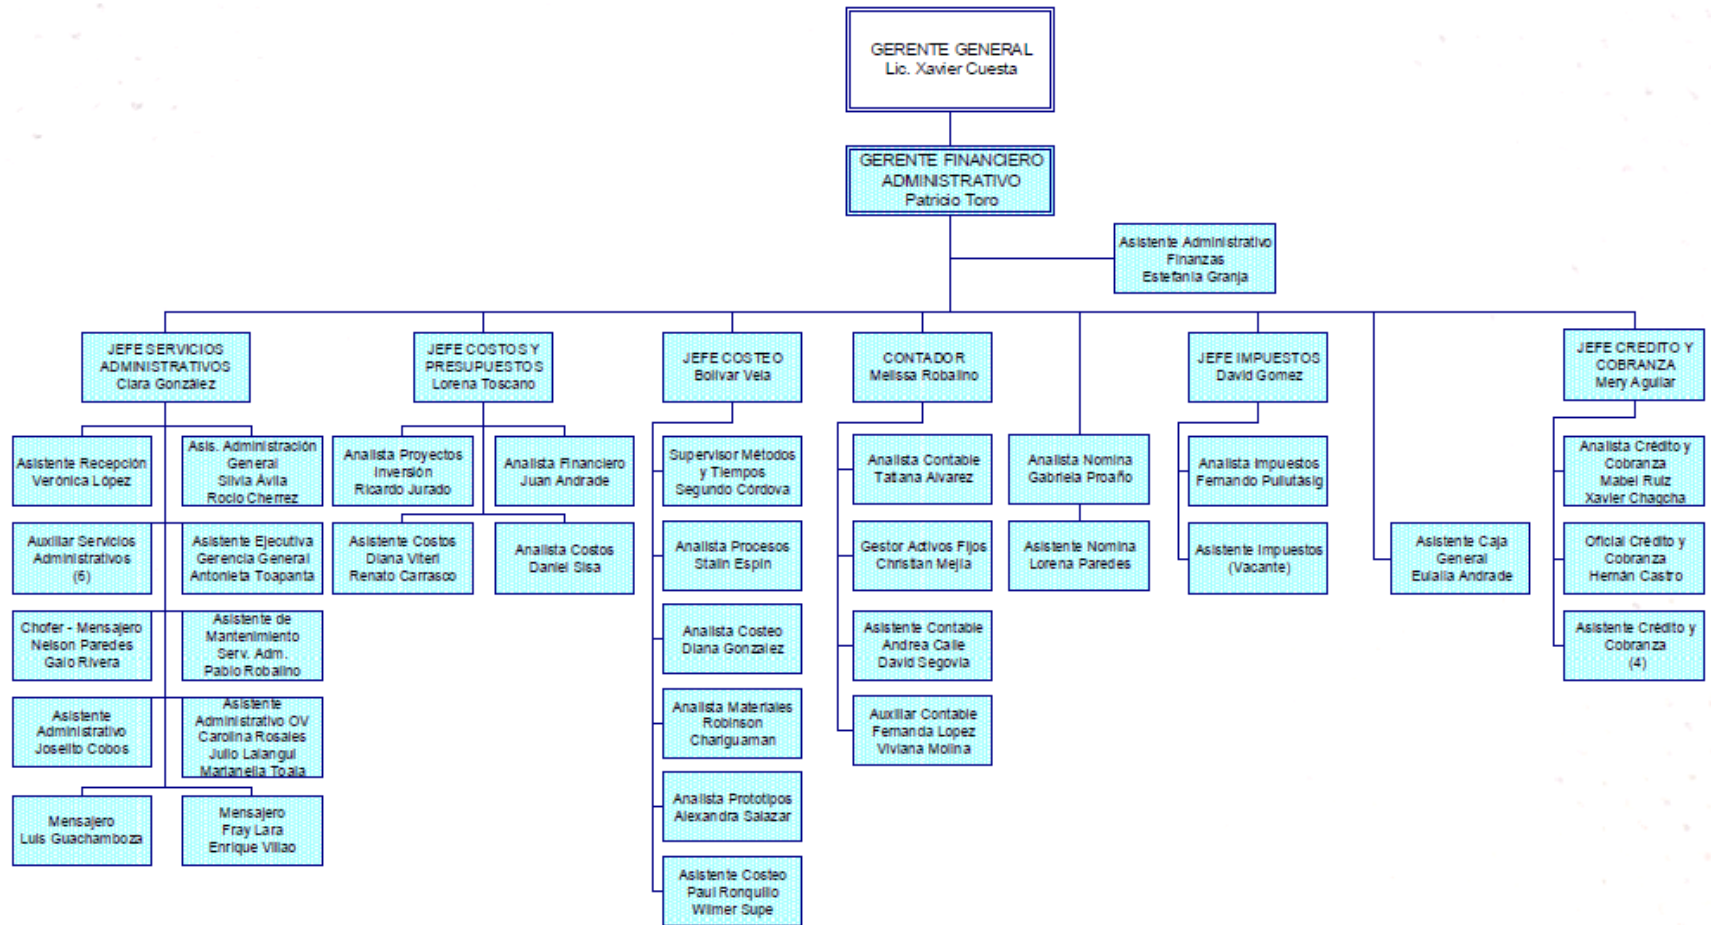 GERENTE GENERAL
Lic. Xavier Cuesta
GERENTE FINANCIERO
ADMINISTRATIVO
Patricio Toro
Asistente Administrativo
Finanzas
Estefanía Granja
JEFE SERVICIOS
ADMINISTRATIVOS
Clara González
JEFE COSTOS Y
PRESUPUESTOS
Lorena Toscano
JEFE COSTEO
Bolívar Vela
CONTADOR
Melissa Robalino
JEFE IMPUESTOS
David Gomez
JEFE CREDITO Y
COBRANZA
Mery Aguilar
Asistente Recepción
Verónica López
Asis. Administración
General
Silvia Avila
Rocío Cherrez
Analista Proyectos
Inversión
Ricardo Jurado
Analista Financiero
Juan Andrade
Supervisor Métodos
y Tiempos
Segundo Córdova
Analista Contable
Tatiana Alvarez
Analista Nomina
Gabriela Proaño
Analista Impuestos
Fernando Pullutásig
Analista Crédito y
Cobranza
Mabel Ruiz
Xavier Chagcha
Auxiliar Servicios
Administrativos
(6)
Asistente Ejecutiva
Gerencia General
Antonieta Toapanta
Asistente Costos
Diana Viteri
Renato Carrasco
Analista Costos
Daniel Sisa
Analista Procesos
Stalin Espín
Gestor Activos Fijos
Christian Mejía
Asistente Nomina
Lorena Paredes
Asistente Impuestos
(Vacante)
Asistente Caja
General
Eulalia Andrade
Oficial Crédito y
Cobranza
Hernán Castro
Chofer - Mensajero
Nelson Paredes
Galo Rivera
Asistente de
Mantenimiento
Serv. Adm.
Pablo Robalino
Analista Costeo
Diana Gonzalez
Asistente Contable
Andrea Calle
David Segovia
Asistente Crédito y
Cobranza
(4)
Asistente
Administrativo
Joselito Cobos
Asistente
Administrativo OV
Carolina Rosales
Julio Lalangui
Marianella Toala
Analista Materiales
Robinson
Chariguaman
Auxiliar Contable
Fernanda Lopez
Viviana Molina
Mensajero
Luis Guachamboza
Mensajero
Fray Lara
Enrique Villao
Analista Prototipos
Alexandra Salazar
Asistente Costeo
Paul Ronquillo
Wilmer Supe